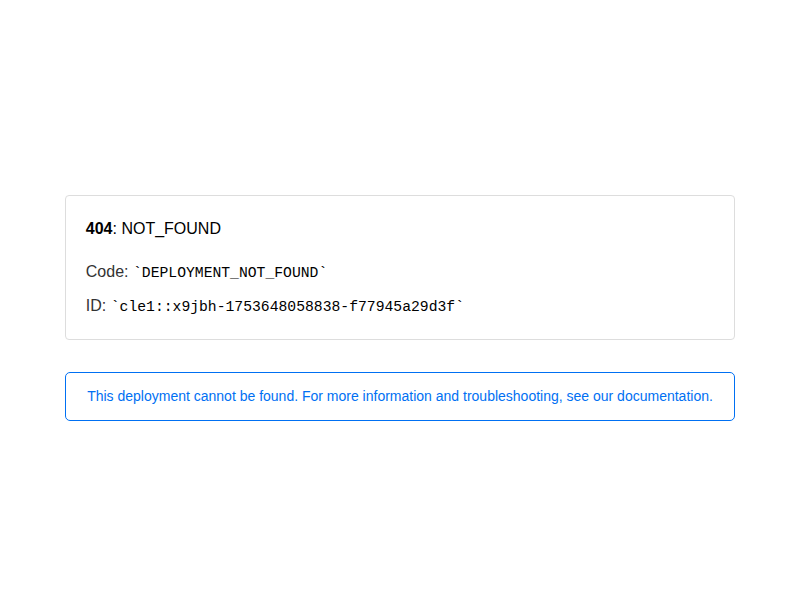 404: NOT_FOUND
Code: `DEPLOYMENT_NOT_FOUND`
ID: `cle1::x9jbh-1753648058838-f77945a29d3f`
This deployment cannot be found. For more information and troubleshooting, see our documentation.